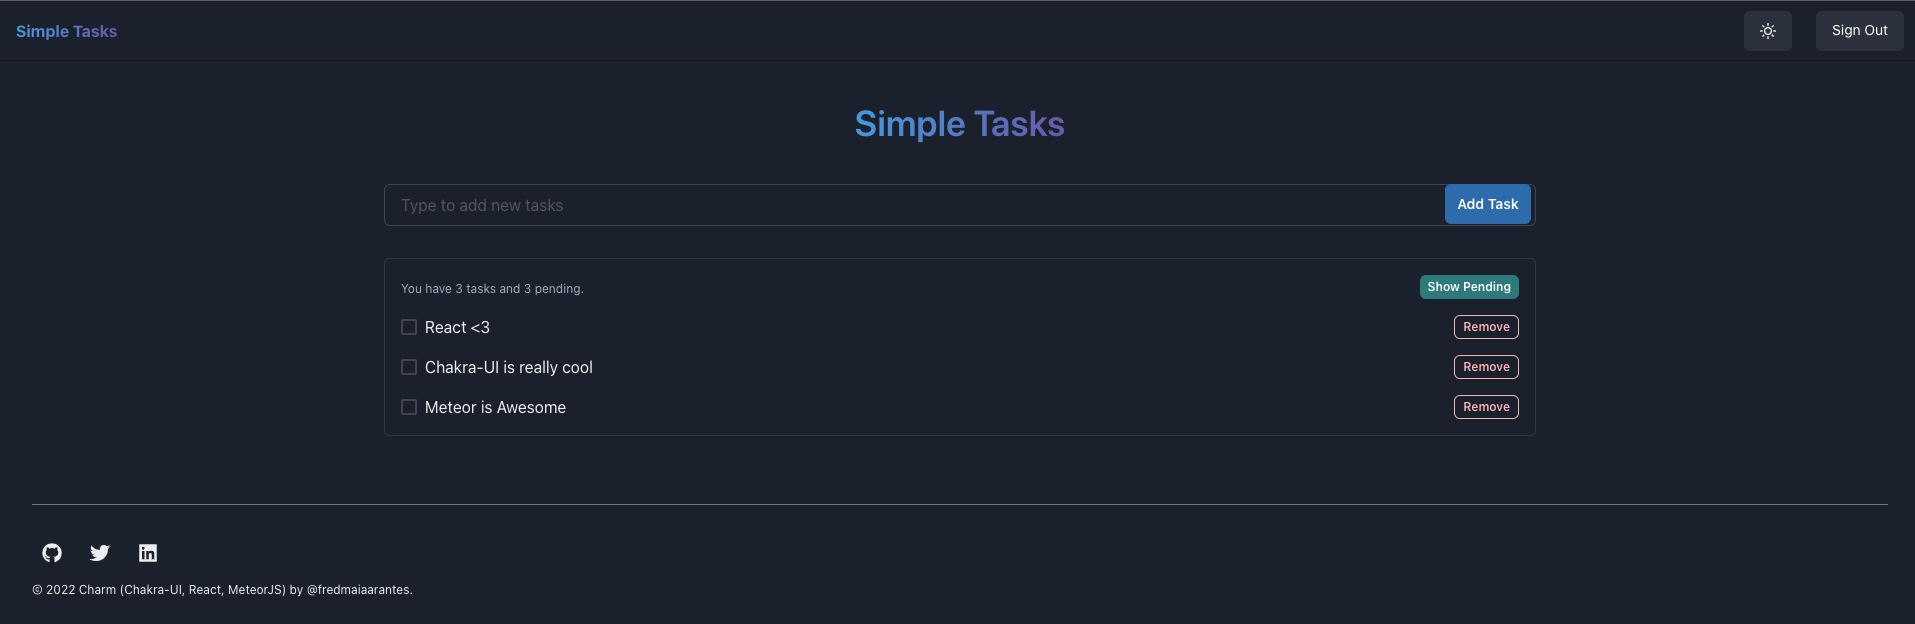 Simple Tasks
Sign Out
Simple Tasks
Type to add new tasks
Add Task
You have 3 tasks and 3 pending.
Show Pending
React <3
Remove
Chakra-UI is really cool
Remove
Meteor is Awesome
Remove
© 2022 Charm (Chakra-UI, React, MeteorJS) by @fredmaiaarantes.